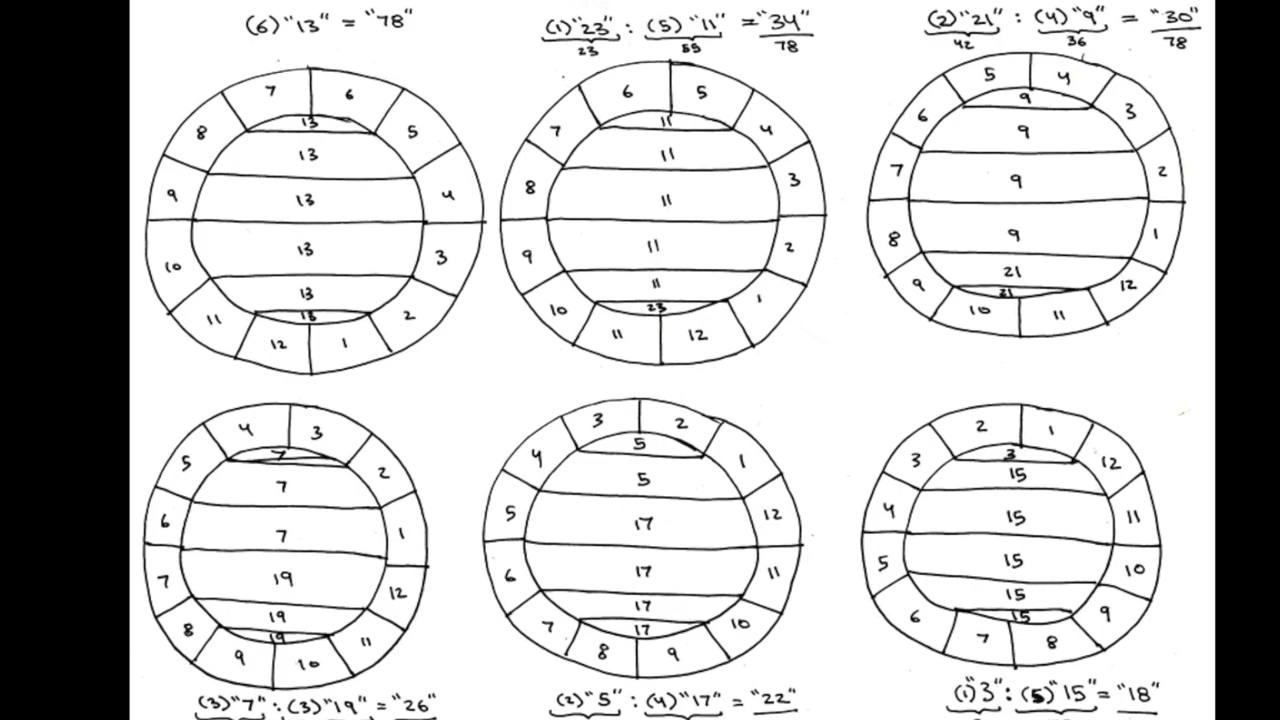 (6) "13" = "78"
(1) "23" : (5) "11" = "34"
23 55 78
(2) "21" : (4) "9" = "30"
42 36 78
7 6
8 13 5
13
9 13 4
10 13 3
13
11 13 2
12 1
6 5
7 11 4
11
8 11 3
9 11 2
11
10 23 1
11 12
5 4
6 9 3
9
7 9 2
8 9 1
21
9 21 12
10 11
4 3
5 7 2
7
6 7 1
7 19 12
19
8 19 11
9 10
3 2
4 5 1
5
5 17 12
6 17 11
17
7 17 10
8 9
2 1
3 3 12
15
4 15 11
5 15 10
15
6 15 9
7 8
(3) "7" : (3) "19" = "26"
(2) "5" : (4) "17" = "22"
(1) "3" : (5) "15" = "18"